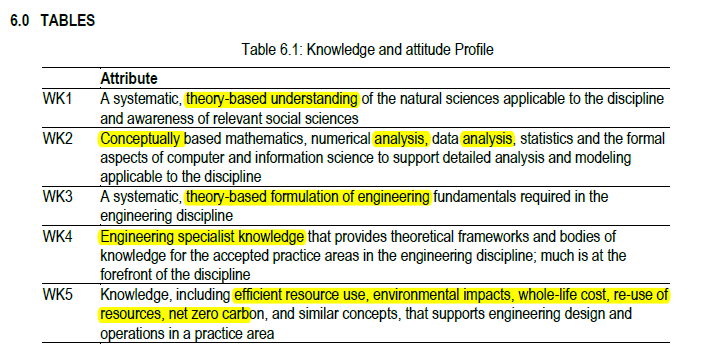 6.0 TABLES
Table 6.1: Knowledge and attitude Profile
Attribute
WK1 A systematic, theory-based understanding of the natural sciences applicable to the discipline
and awareness of relevant social sciences
WK2 Conceptually based mathematics, numerical analysis, data analysis, statistics and the formal
aspects of computer and information science to support detailed analysis and modeling
applicable to the discipline
WK3 A systematic, theory-based formulation of engineering fundamentals required in the
engineering discipline
WK4 Engineering specialist knowledge that provides theoretical frameworks and bodies of
knowledge for the accepted practice areas in the engineering discipline; much is at the
forefront of the discipline
WK5 Knowledge, including efficient resource use, environmental impacts, whole-life cost, re-use of
resources, net zero carbon, and similar concepts, that supports engineering design and
operations in a practice area